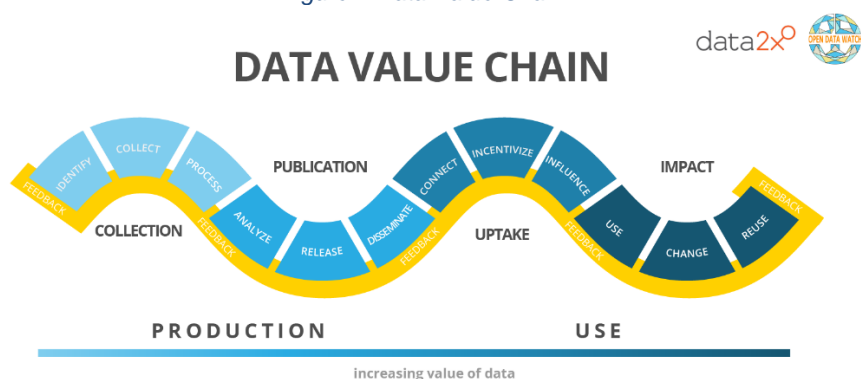 data2x
OPEN DATA WATCH
DATA VALUE CHAIN
IDENTIFY
COLLECT
PROCESS
COLLECTION
FEEDBACK
PUBLICATION
ANALYZE
RELEASE
DISSEMINATE
FEEDBACK
CONNECT
INCENTIVIZE
INFLUENCE
UPTAKE
FEEDBACK
IMPACT
USE
CHANGE
REUSE
FEEDBACK
FEEDBACK
PRODUCTION
USE
increasing value of data